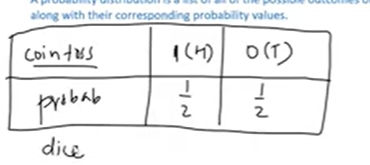 A probability distribution is a list of all of the possible outcomes o
along with their corresponding probability values.
cointoss 1(H) 0(T)
probab 1/2 1/2
dice